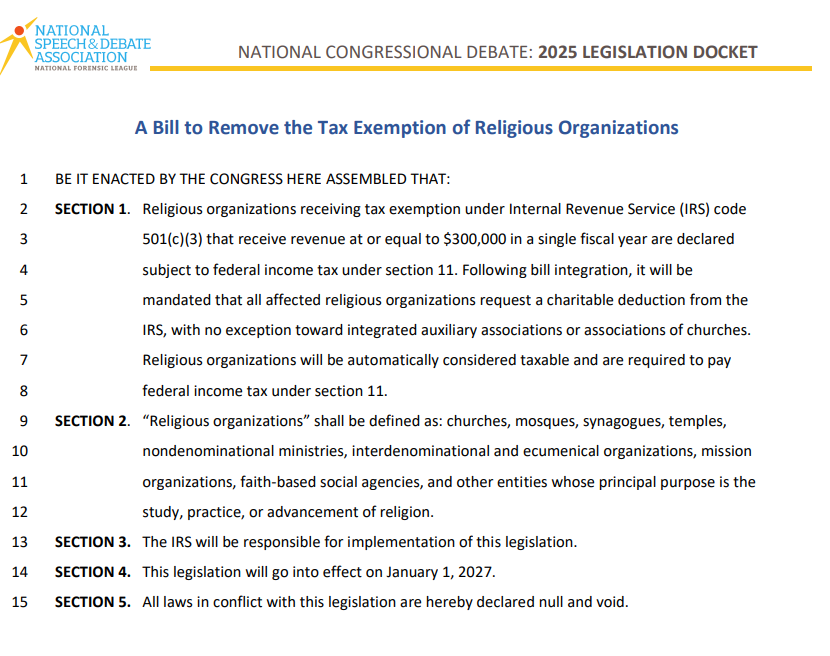 NATIONAL
SPEECH & DEBATE
ASSOCIATION
NATIONAL FORENSIC LEAGUE
NATIONAL CONGRESSIONAL DEBATE: 2025 LEGISLATION DOCKET
A Bill to Remove the Tax Exemption of Religious Organizations
1 BE IT ENACTED BY THE CONGRESS HERE ASSEMBLED THAT:
2 SECTION 1. Religious organizations receiving tax exemption under Internal Revenue Service (IRS) code
3 501(c)(3) that receive revenue at or equal to $300,000 in a single fiscal year are declared
4 subject to federal income tax under section 11. Following bill integration, it will be
5 mandated that all affected religious organizations request a charitable deduction from the
6 IRS, with no exception toward integrated auxiliary associations or associations of churches.
7 Religious organizations will be automatically considered taxable and are required to pay
8 federal income tax under section 11.
9 SECTION 2. “Religious organizations” shall be defined as: churches, mosques, synagogues, temples,
10 nondenominational ministries, interdenominational and ecumenical organizations, mission
11 organizations, faith-based social agencies, and other entities whose principal purpose is the
12 study, practice, or advancement of religion.
13 SECTION 3. The IRS will be responsible for implementation of this legislation.
14 SECTION 4. This legislation will go into effect on January 1, 2027.
15 SECTION 5. All laws in conflict with this legislation are hereby declared null and void.